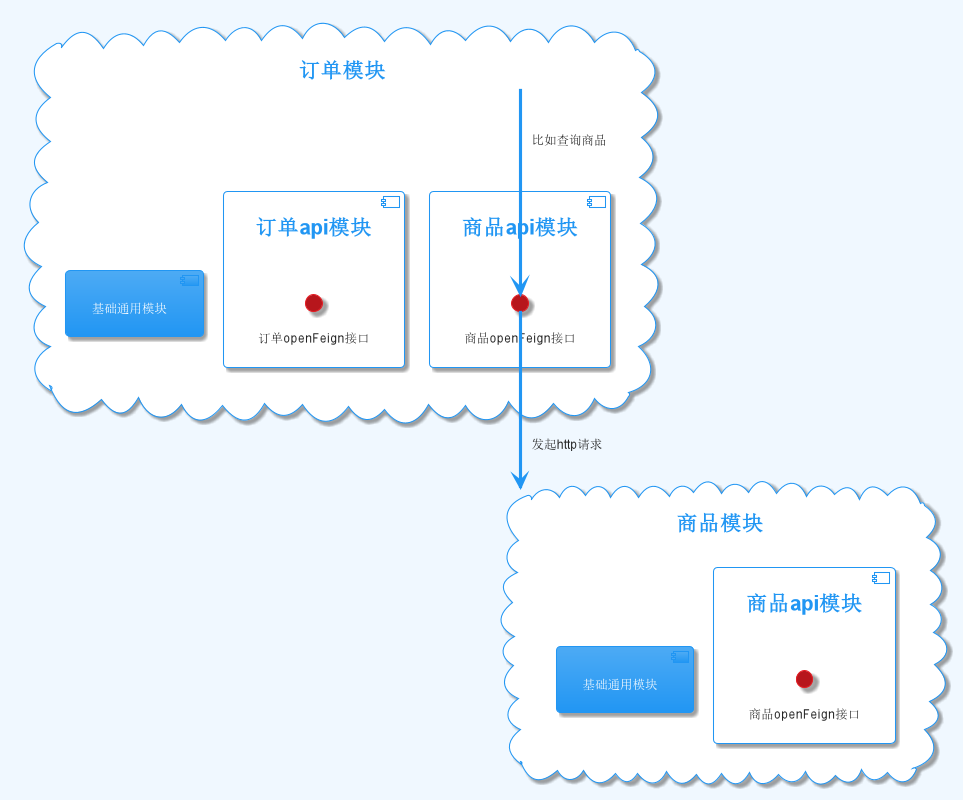 订单模块
比如查询商品
订单api模块
商品api模块
基础通用模块
订单openFeign接口
商品openFeign接口
发起http请求
商品模块
商品api模块
基础通用模块
商品openFeign接口